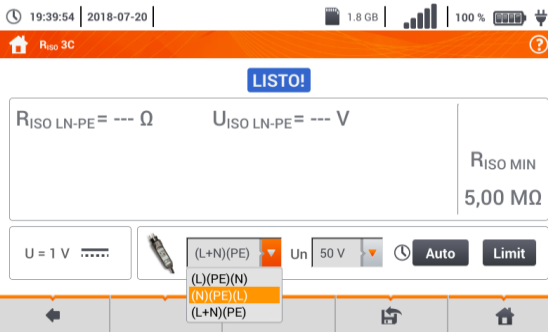 19:39:54 2018-07-20 1.8 GB 100 %
RISO 3C ?
LISTO!
RISO LN-PE= --- Ω UISO LN-PE= --- V
RISO MIN
5,00 MΩ
U = 1 V (L+N)(PE) Un 50 V Auto Limit
(L)(PE)(N)
(N)(PE)(L)
(L+N)(PE)